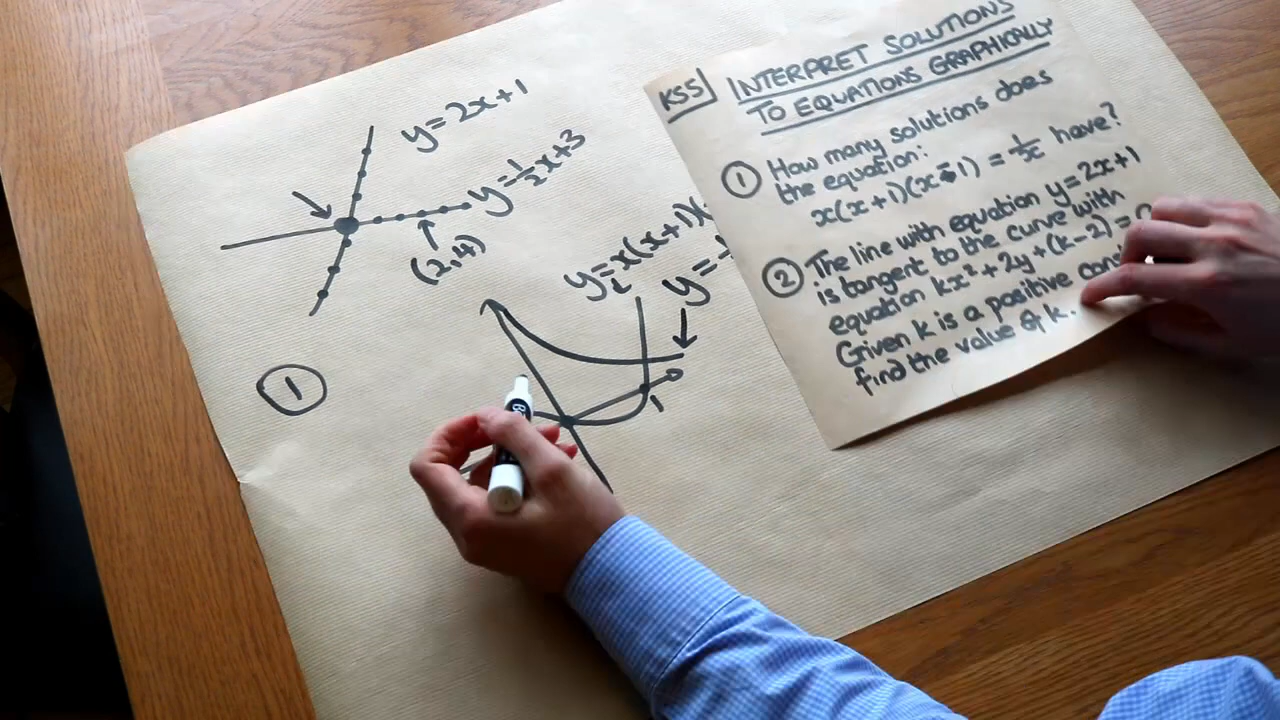 y=2x+1
y=½x+3
(2,4)
y=x(x+1)(
y=
1
①
KS5
INTERPRET SOLUTIONS
TO EQUATIONS GRAPHICALLY
① How many solutions does
the equation:
x(x+1)(x-1) = 1/x have?
② The line with equation y=2x+1
is tangent to the curve with
equation kx²+2y+(k-2)=0
Given k is a positive const
find the value of k.